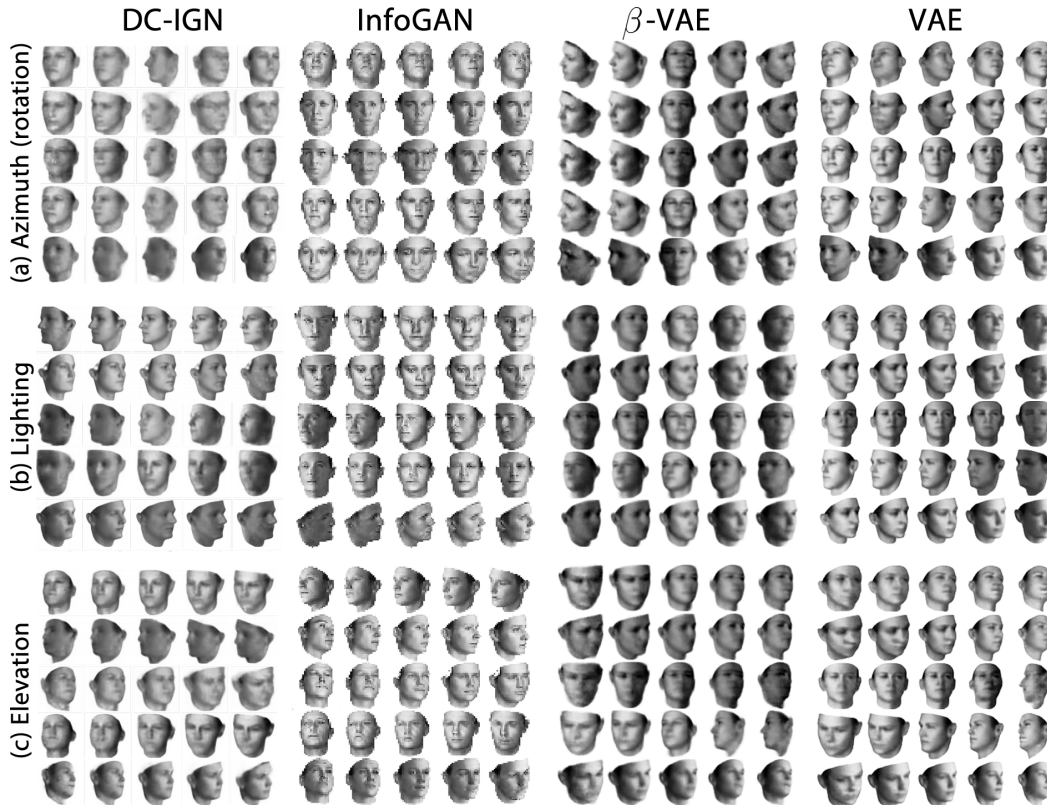 DC-IGN InfoGAN β-VAE VAE
(a) Azimuth (rotation)
(b) Lighting
(c) Elevation